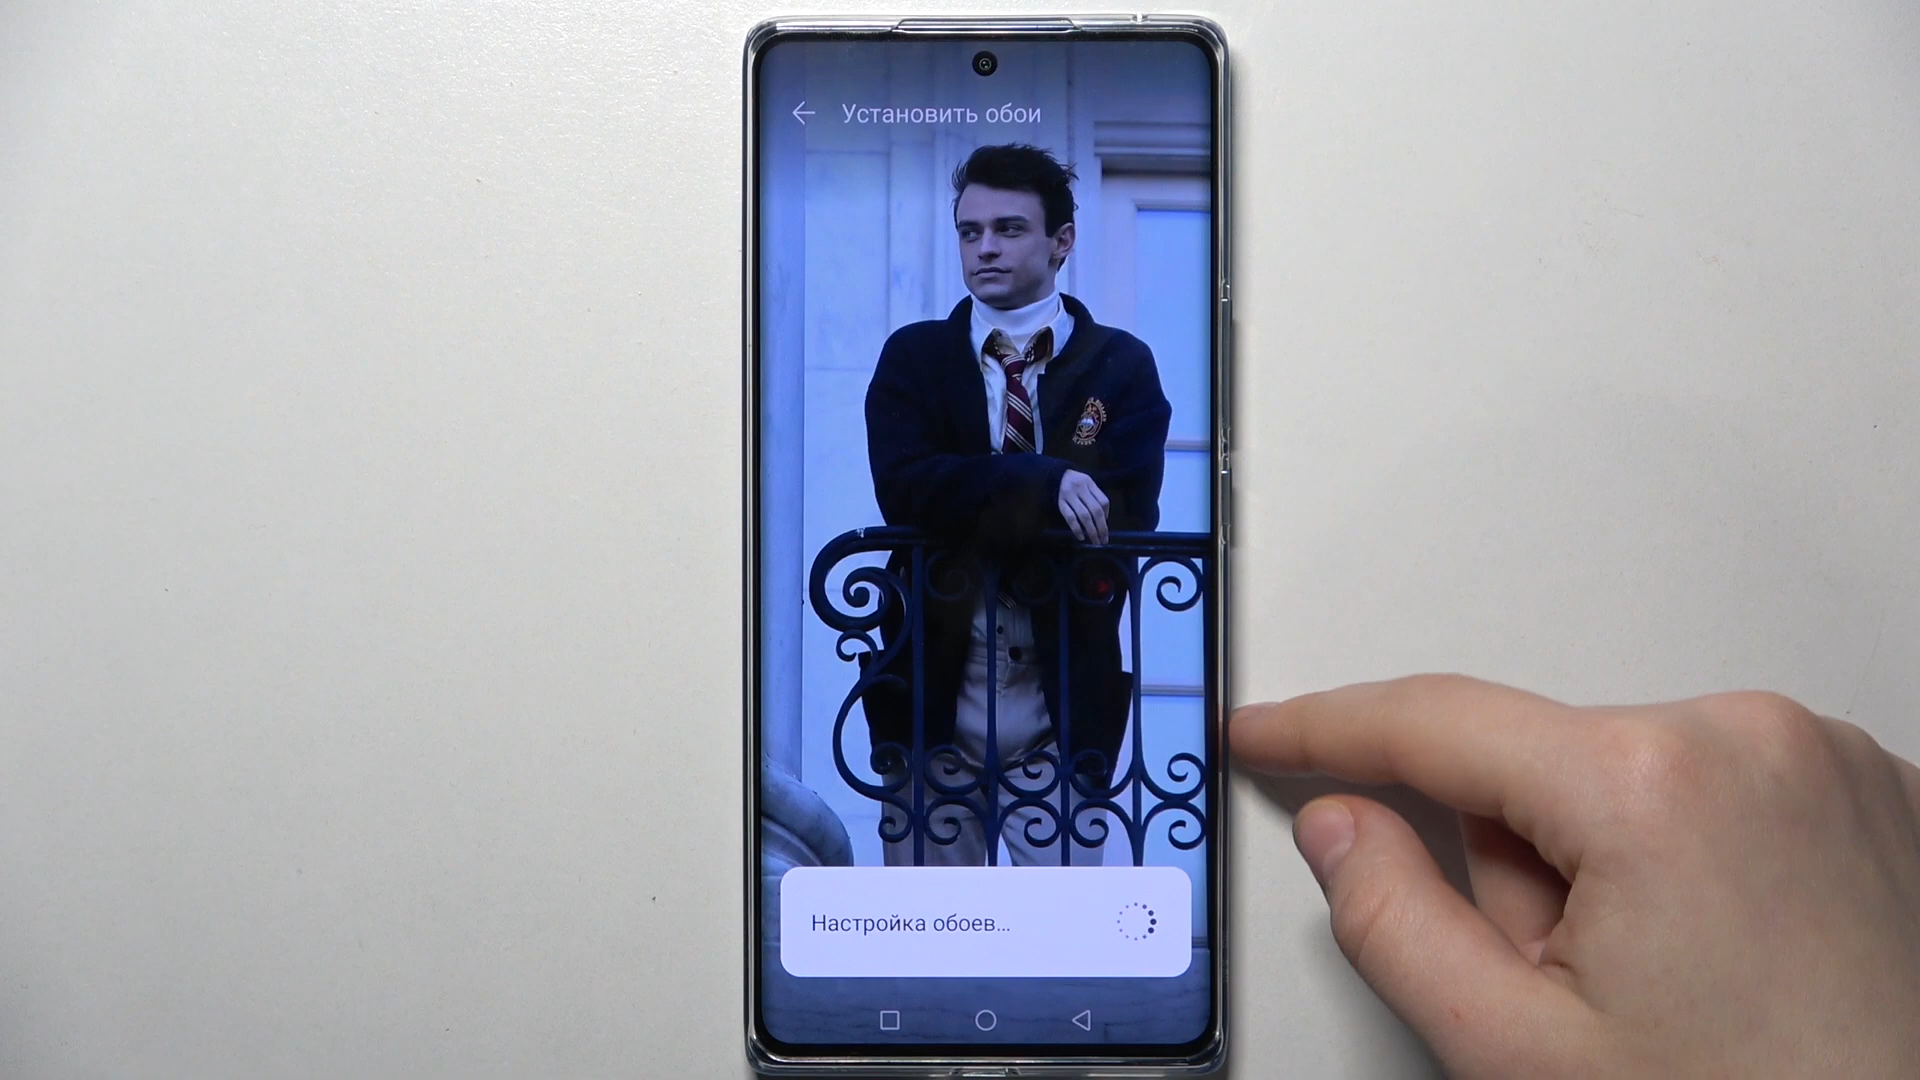 Установить обои
Настройка обоев...